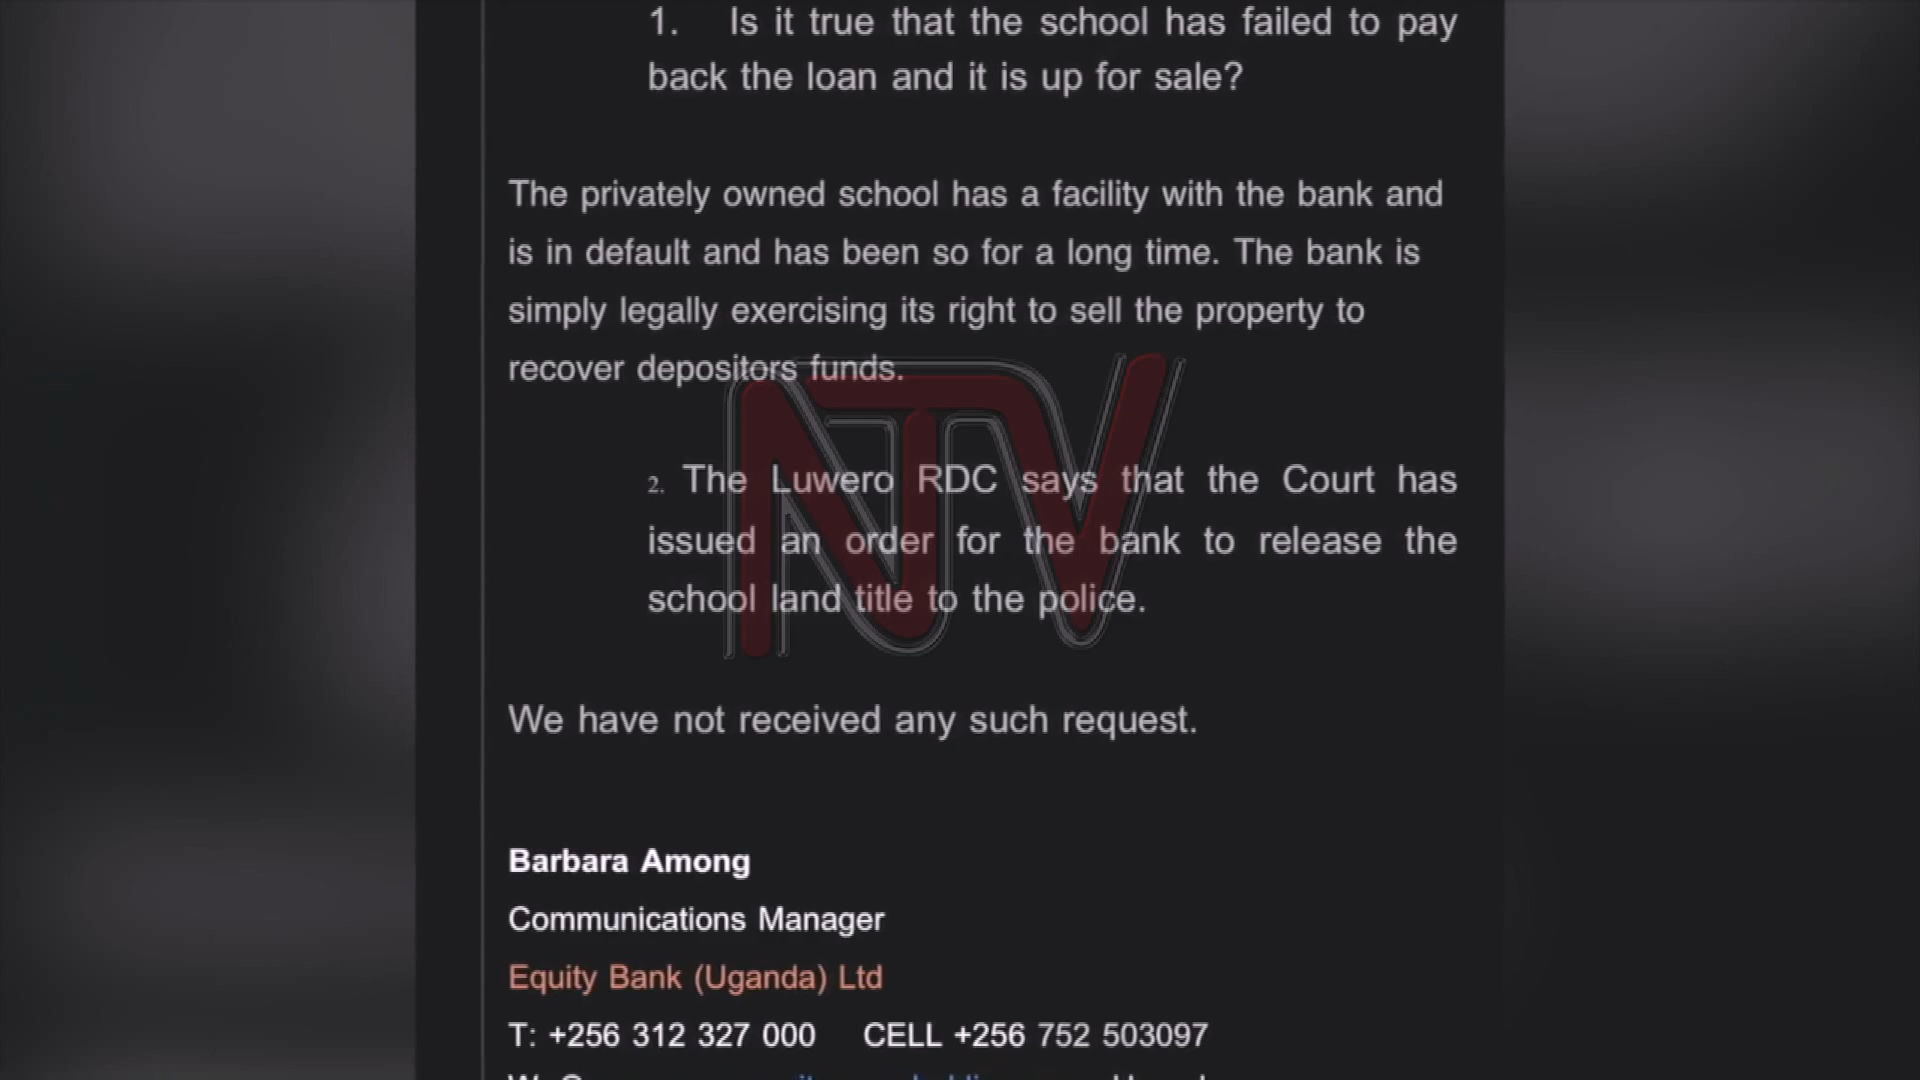 1. Is it true that the school has failed to pay
back the loan and it is up for sale?
The privately owned school has a facility with the bank and
is in default and has been so for a long time. The bank is
simply legally exercising its right to sell the property to
recover depositors funds.
2. The Luwero RDC says that the Court has
issued an order for the bank to release the
school land title to the police.
We have not received any such request.
NTV
Barbara Among
Communications Manager
Equity Bank (Uganda) Ltd
T: +256 312 327 000 CELL +256 752 503097